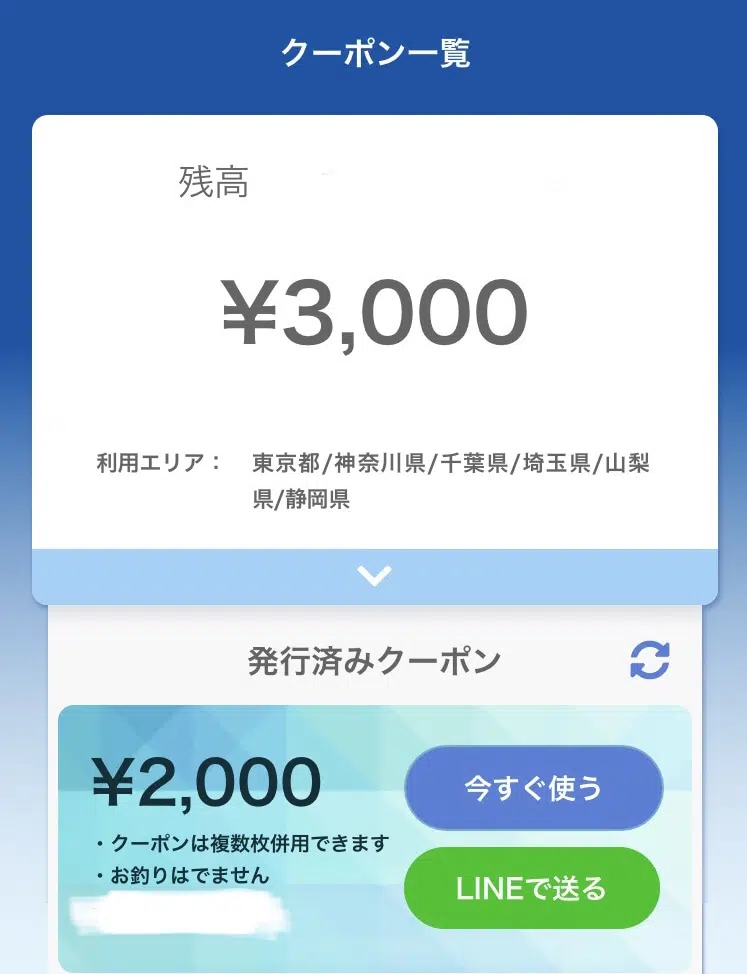 クーポン一覧
残高
¥3,000
利用エリア： 東京都/神奈川県/千葉県/埼玉県/山梨
県/静岡県
発行済みクーポン
¥2,000
今すぐ使う
・クーポンは複数枚併用できます
・お釣りはでません
LINEで送る